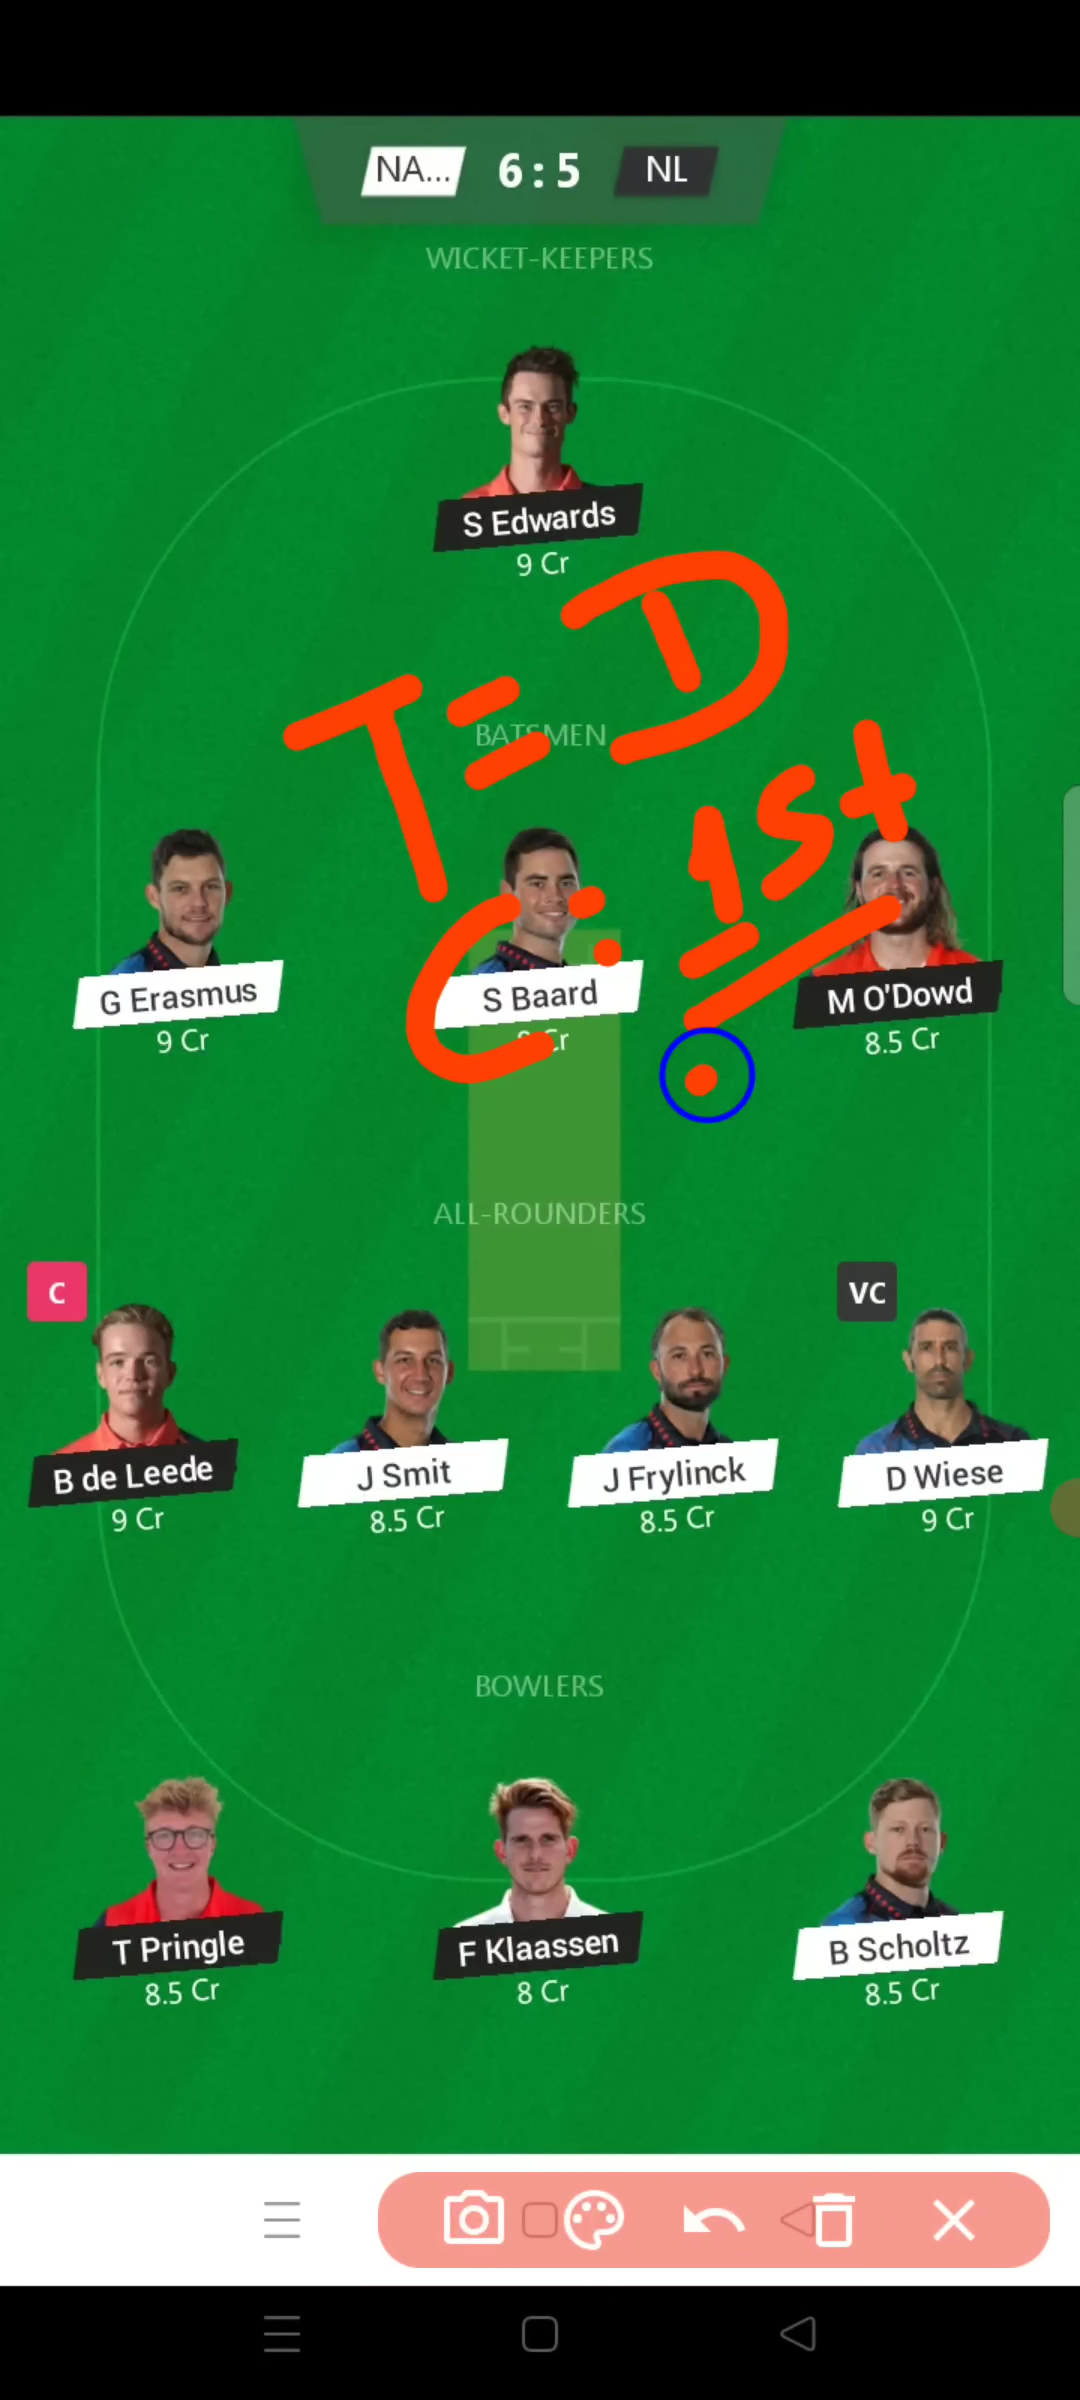 NA... 6 : 5 NL
WICKET-KEEPERS
S Edwards
9 Cr
T = D
BATSMEN
C : 1st
G Erasmus S Baard M O'Dowd
9 Cr Cr 8.5 Cr
ALL-ROUNDERS
C VC
B de Leede J Smit J Frylinck D Wiese
9 Cr 8.5 Cr 8.5 Cr 9 Cr
BOWLERS
T Pringle F Klaassen B Scholtz
8.5 Cr 8 Cr 8.5 Cr